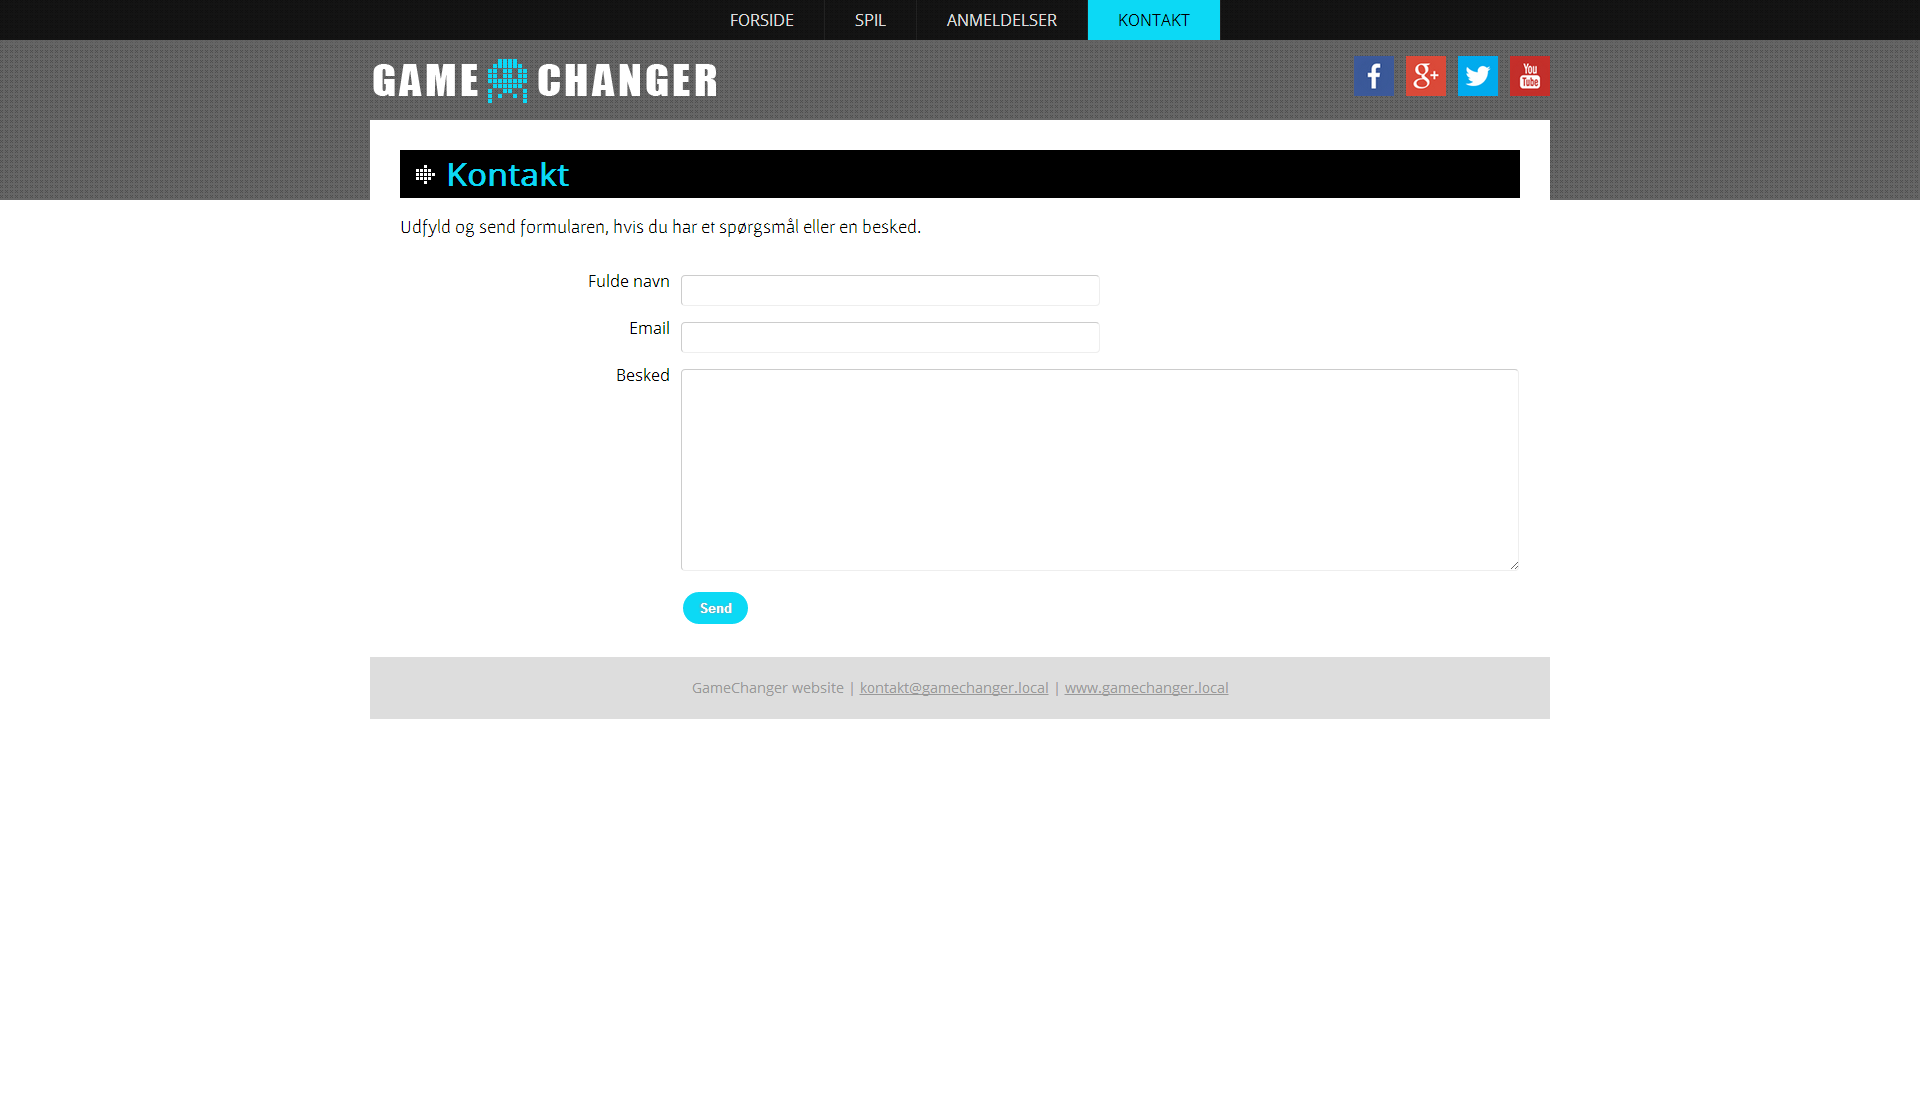 FORSIDE SPIL ANMELDELSER KONTAKT
GAME CHANGER
f g+ You Tube
Kontakt
Udfyld og send formularen, hvis du har et spørgsmål eller en besked.
Fulde navn
Email
Besked
Send
GameChanger website | kontakt@gamechanger.local | www.gamechanger.local